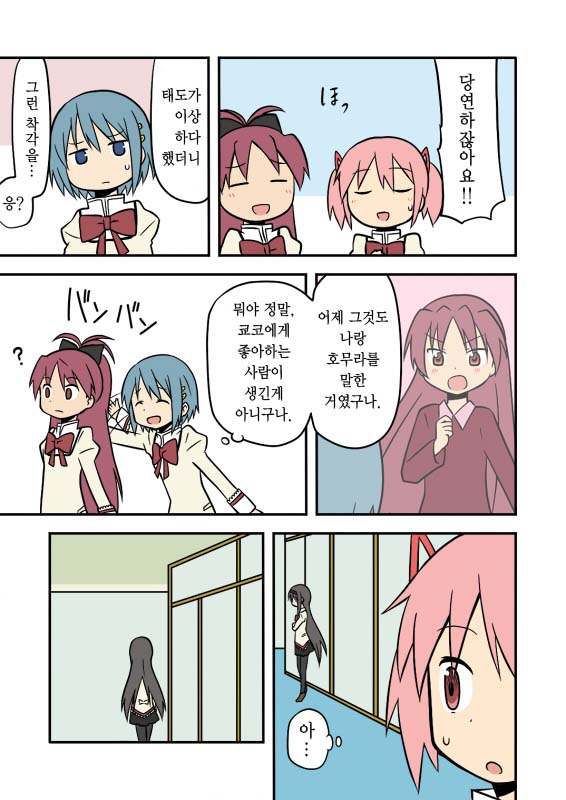 당연하잖아요!!
ほっ
태도가
이상
하다
했더니
그런 착각을…
응?
어제 그것도
나랑
호무라를
말한
거였구나.
뭐야 정말,
쿄코에게
좋아하는
사람이
생긴게
아니구나.
バン
バン
?
아…